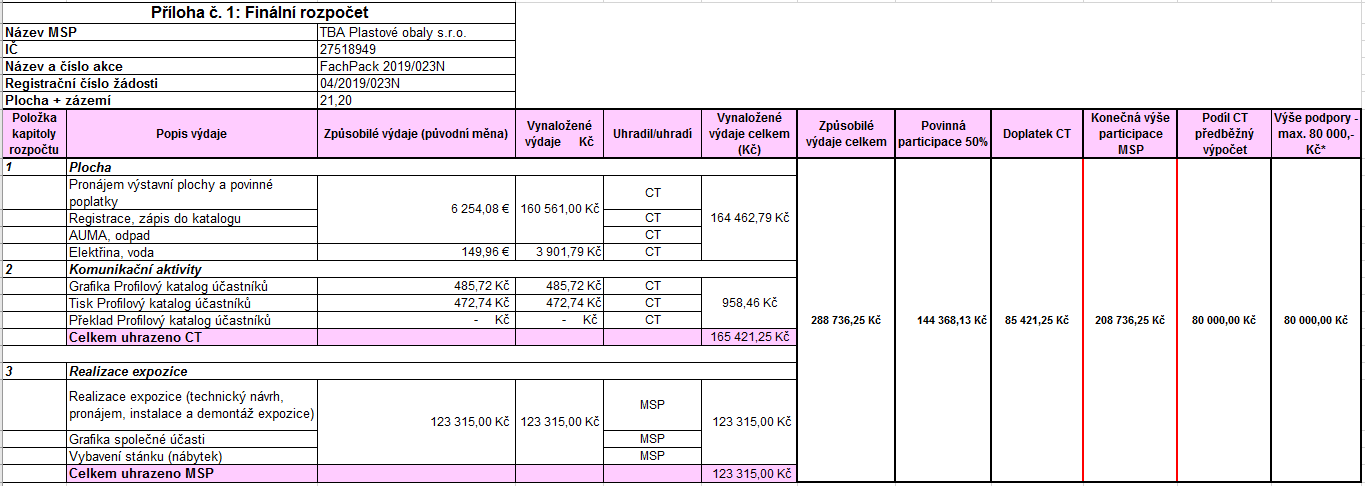 Příloha č. 1: Finální rozpočet
Název MSP TBA Plastové obaly s.r.o.
IČ 27518949
Název a číslo akce FachPack 2019/023N
Registrační číslo žádosti 04/2019/023N
Plocha + zázemí 21,20
Položka kapitoly rozpočtu Popis výdaje Způsobilé výdaje (původní měna) Vynaložené výdaje Kč Uhradil/uhradí Vynaložené výdaje celkem (Kč) Způsobilé výdaje celkem Povinná participace 50% Doplatek CT Konečná výše participace MSP Podíl CT předběžný výpočet Výše podpory - max. 80 000,- Kč*
1 Plocha
Pronájem výstavní plochy a povinné
poplatky
CT
6 254,08 € 160 561,00 Kč
Registrace, zápis do katalogu CT 164 462,79 Kč
AUMA, odpad CT
Elektřina, voda 149,96 € 3 901,79 Kč CT
2 Komunikační aktivity
Grafika Profilový katalog účastníků 485,72 Kč 485,72 Kč CT
Tisk Profilový katalog účastníků 472,74 Kč 472,74 Kč CT 958,46 Kč
Překlad Profilový katalog účastníků - Kč - Kč CT
288 736,25 Kč 144 368,13 Kč 85 421,25 Kč 208 736,25 Kč 80 000,00 Kč 80 000,00 Kč
Celkem uhrazeno CT 165 421,25 Kč
3 Realizace expozice
Realizace expozice (technický návrh,
pronájem, instalace a demontáž expozice)
MSP
123 315,00 Kč 123 315,00 Kč 123 315,00 Kč
Grafika společné účasti MSP
Vybavení stánku (nábytek) MSP
Celkem uhrazeno MSP 123 315,00 Kč